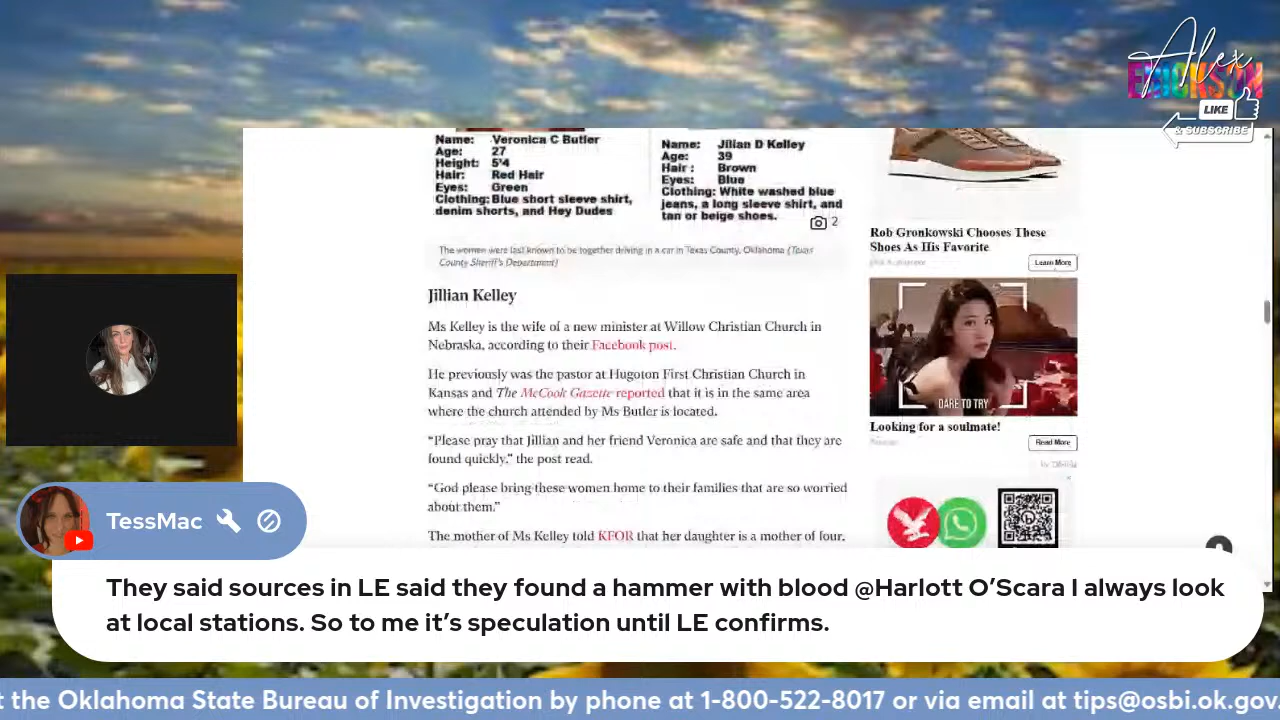 Alex
ERICKSON
LIKE
& SUBSCRIBE
Name: Veronica C Butler
Age: 27
Height: 5'4
Hair: Red Hair
Eyes: Green
Clothing: Blue short sleeve shirt,
denim shorts, and Hey Dudes
Name: Jilian D Kelley
Age: 39
Hair : Brown
Eyes: Blue
Clothing: White washed blue
jeans, a long sleeve shirt, and
tan or beige shoes.
2
The women were last known to be together driving in a car in Texas County, Oklahoma (Texas
County Sheriff's Department)
Jillian Kelley
Ms Kelley is the wife of a new minister at Willow Christian Church in
Nebraska, according to their Facebook post.
He previously was the pastor at Hugoton First Christian Church in
Kansas and The McCook Gazette reported that it is in the same area
where the church attended by Ms Butler is located.
“Please pray that Jillian and her friend Veronica are safe and that they are
found quickly,” the post read.
“God please bring these women home to their families that are so worried
about them.”
The mother of Ms Kelley told KFOR that her daughter is a mother of four.
Rob Gronkowski Chooses These
Shoes As His Favorite
Learn More
DARE TO TRY
Looking for a soulmate!
Read More
TessMac
They said sources in LE said they found a hammer with blood @Harlott O’Scara I always look
at local stations. So to me it’s speculation until LE confirms.
t the Oklahoma State Bureau of Investigation by phone at 1-800-522-8017 or via email at tips@osbi.ok.gov.